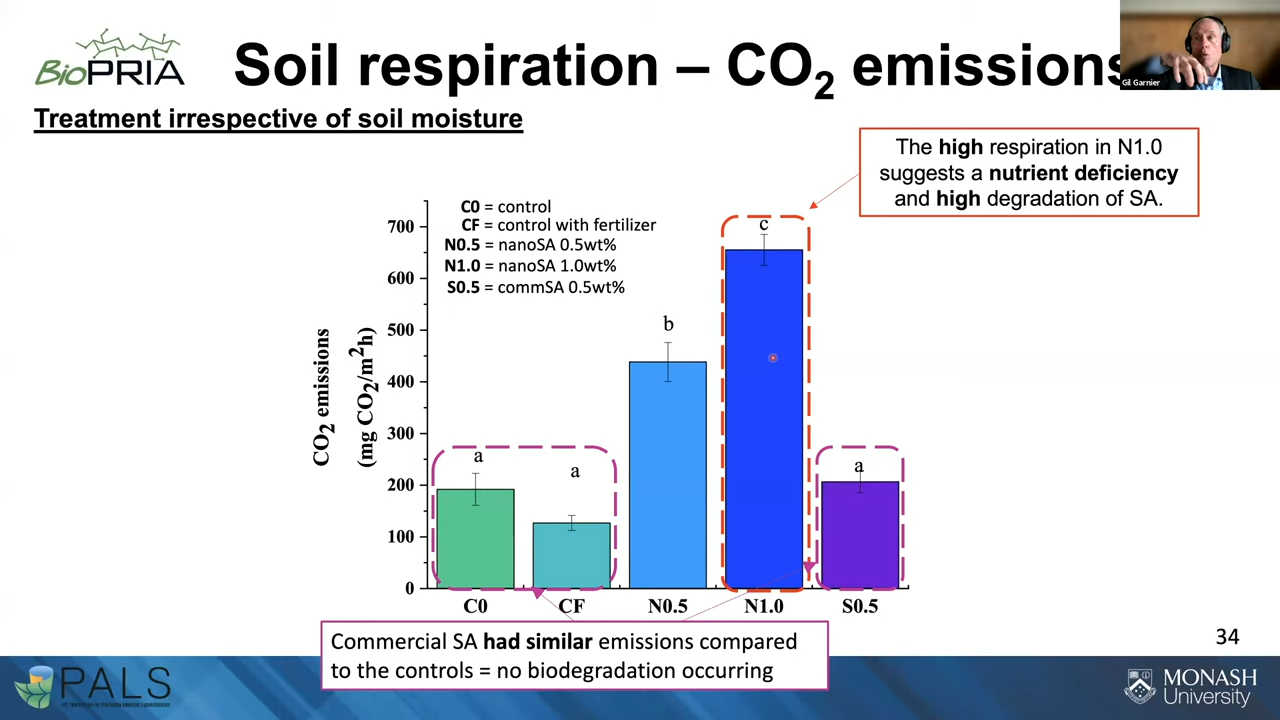 BioPRIA
Soil respiration – CO2 emissions
Gil Garnier
Treatment irrespective of soil moisture
The high respiration in N1.0
suggests a nutrient deficiency
and high degradation of SA.
C0 = control
CF = control with fertilizer
N0.5 = nanoSA 0.5wt%
N1.0 = nanoSA 1.0wt%
S0.5 = commSA 0.5wt%
CO2 emissions
(mg CO2/m2h)
700
600
500
400
300
200
100
0
a
a
b
c
a
C0
CF
N0.5
N1.0
S0.5
Commercial SA had similar emissions compared
to the controls = no biodegradation occurring
34
PALS
MONASH
University